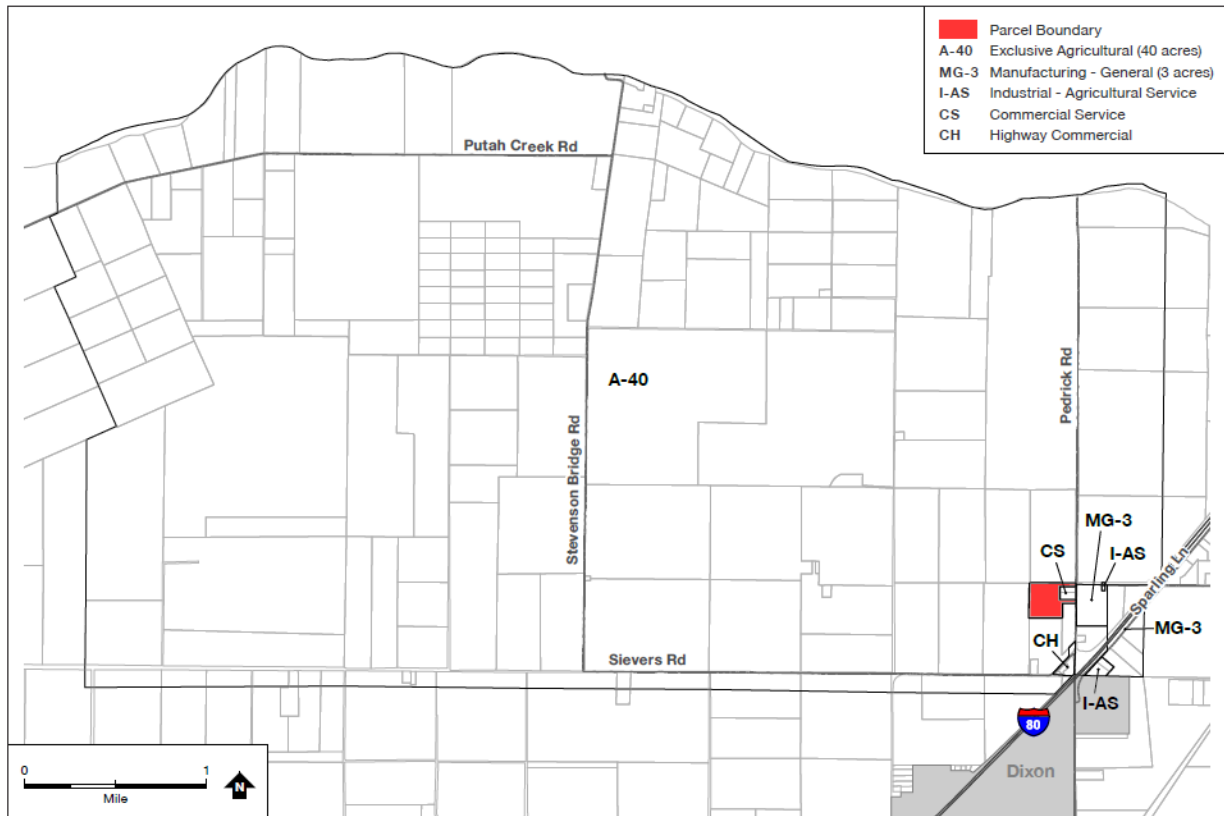 Parcel Boundary
A-40 Exclusive Agricultural (40 acres)
MG-3 Manufacturing - General (3 acres)
I-AS Industrial - Agricultural Service
CS Commercial Service
CH Highway Commercial
Putah Creek Rd
Pedrick Rd
A-40
Stevenson Bridge Rd
MG-3
CS
I-AS
Sparling Ln
MG-3
CH
Sievers Rd
I-AS
80
Dixon
0 1
Mile
N